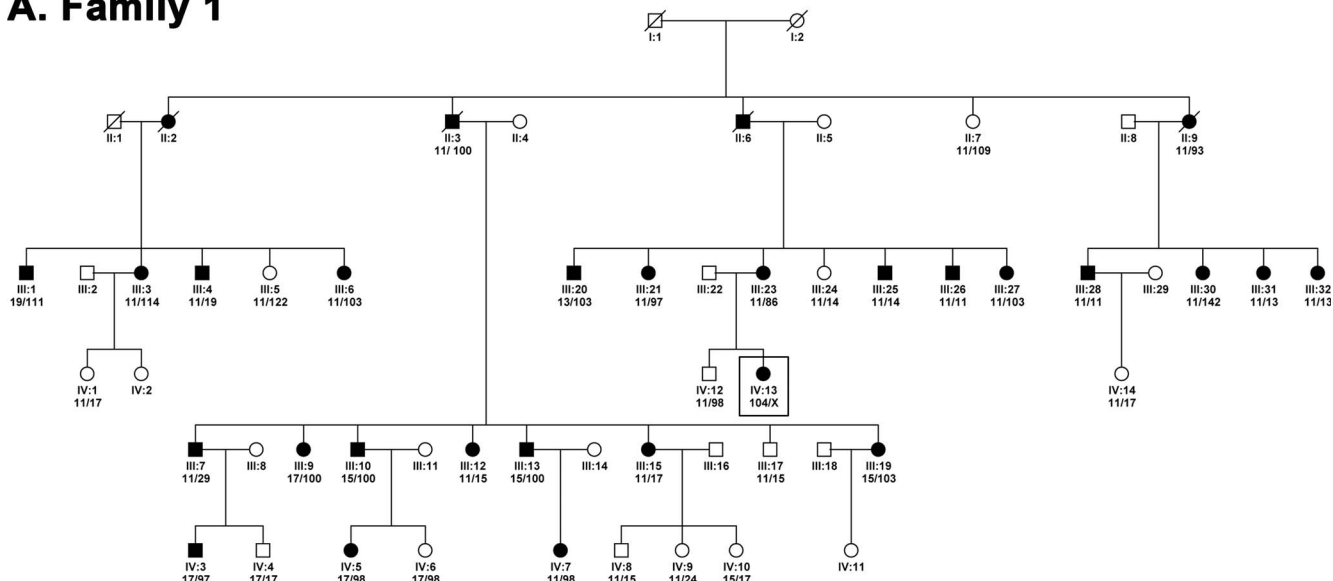 A. Family 1
I:1 I:2
II:1 II:2 II:3 II:4 II:6 II:5 II:7 II:8 II:9
11/ 100 11/109 11/93
III:1 III:2 III:3 III:4 III:5 III:6 III:20 III:21 III:22 III:23 III:24 III:25 III:26 III:27 III:28 III:29 III:30 III:31 III:32
19/111 11/114 11/19 11/122 11/103 13/103 11/97 11/86 11/14 11/14 11/11 11/103 11/11 11/142 11/13 11/13
IV:1 IV:2 IV:12 IV:13 IV:14
11/17 11/98 104/X 11/17
III:7 III:8 III:9 III:10 III:11 III:12 III:13 III:14 III:15 III:16 III:17 III:18 III:19
11/29 17/100 15/100 11/15 15/100 11/17 11/15 15/103
IV:3 IV:4 IV:5 IV:6 IV:7 IV:8 IV:9 IV:10 IV:11
17/97 17/17 17/98 17/98 11/98 11/15 11/24 15/17